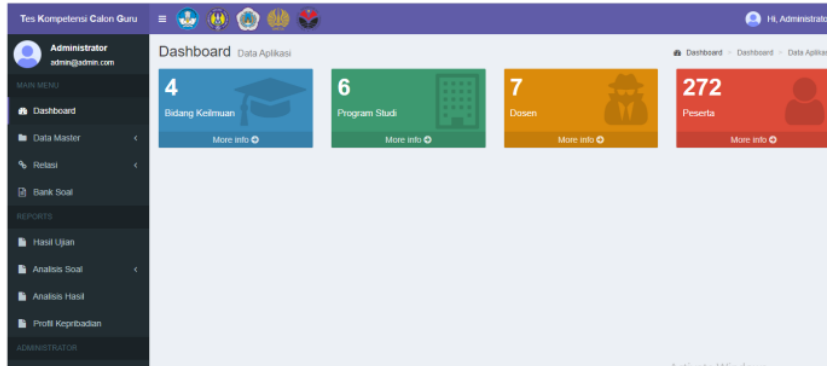 Tes Kompetensi Calon Guru
Hi, Administrato
Administrator
admin@admin.com
MAIN MENU
Dashboard
Data Master
Relasi
Bank Soal
REPORTS
Hasil Ujian
Analisis Soal
Analisis Hasil
Profil Kepribadian
ADMINISTRATOR
Dashboard Data Aplikasi
Dashboard > Dashboard > Data Aplikas
4
Bidang Keilmuan
More info
6
Program Studi
More info
7
Dosen
More info
272
Peserta
More info